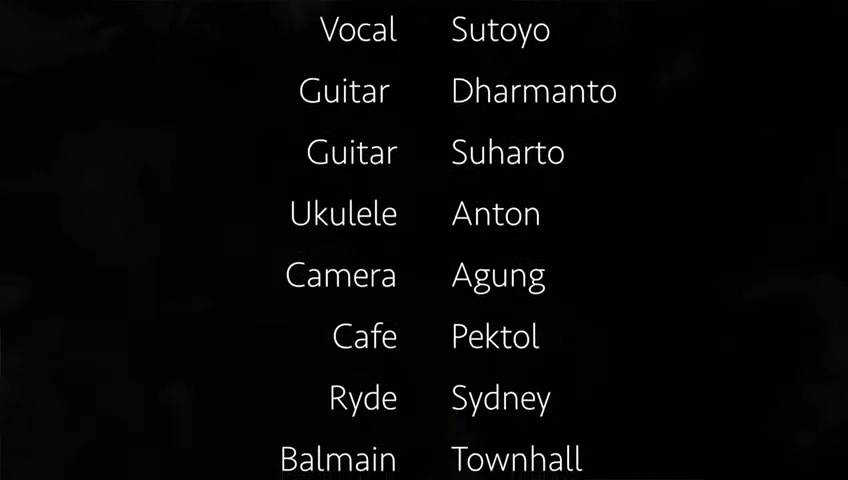 Vocal Sutoyo
Guitar Dharmanto
Guitar Suharto
Ukulele Anton
Camera Agung
Cafe Pektol
Ryde Sydney
Balmain Townhall